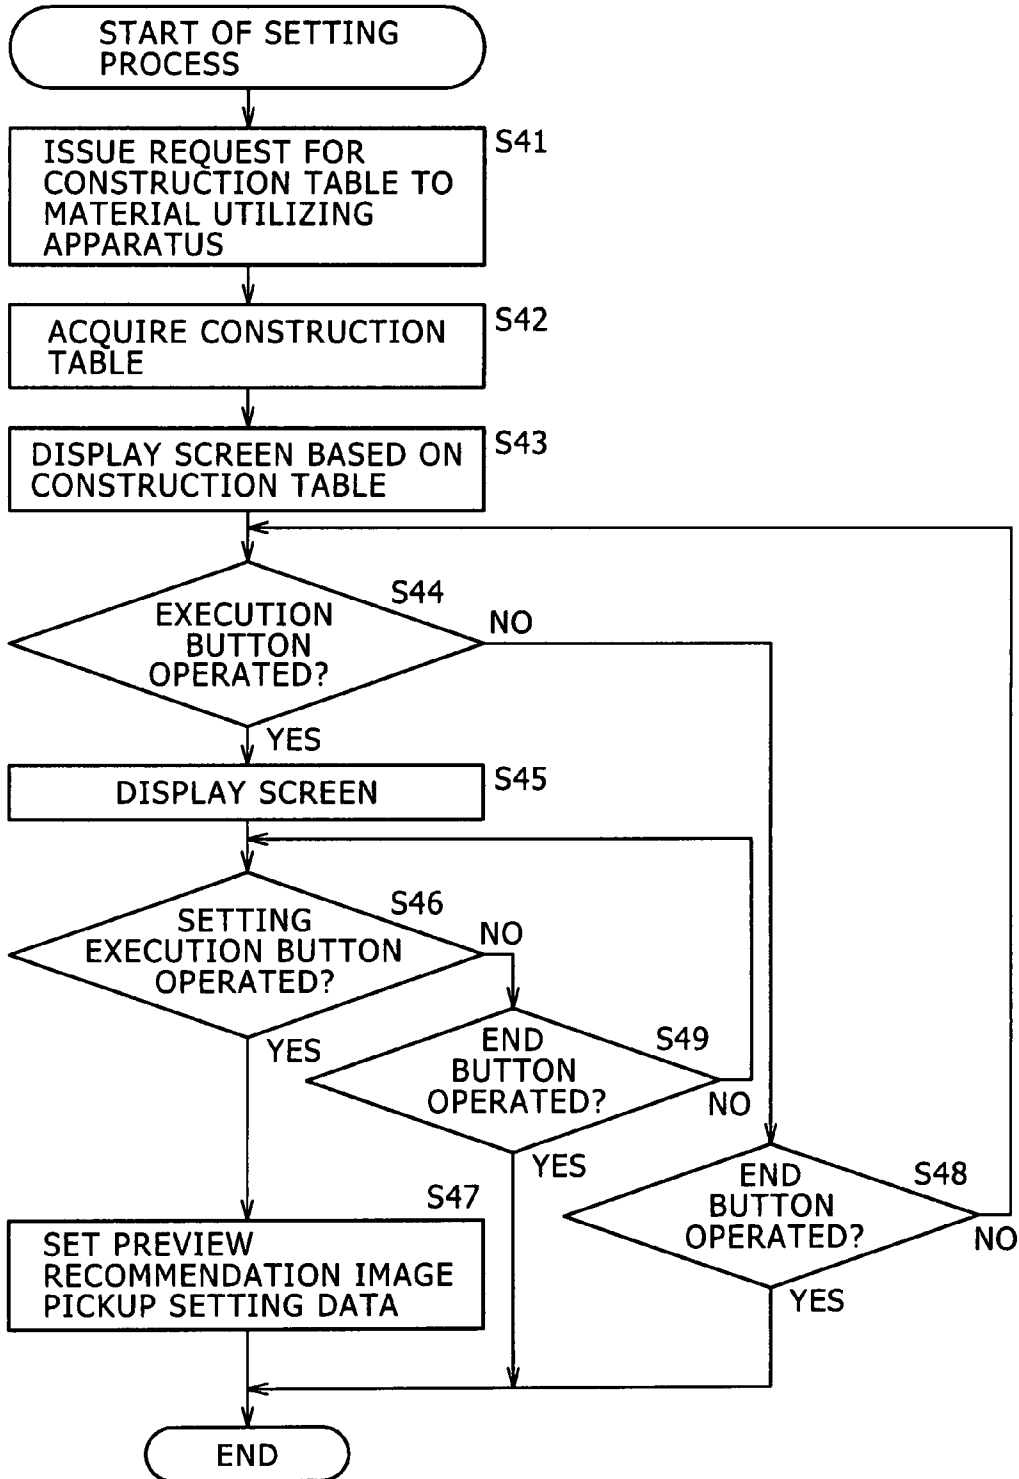 START OF SETTING
PROCESS
S41
ISSUE REQUEST FOR
CONSTRUCTION TABLE TO
MATERIAL UTILIZING
APPARATUS
S42
ACQUIRE CONSTRUCTION
TABLE
S43
DISPLAY SCREEN BASED ON
CONSTRUCTION TABLE
S44
EXECUTION
BUTTON
OPERATED?
NO
YES
S45
DISPLAY SCREEN
S46
SETTING
EXECUTION BUTTON
OPERATED?
NO
YES
S49
END
BUTTON
OPERATED?
NO
YES
S48
END
BUTTON
OPERATED?
NO
YES
S47
SET PREVIEW
RECOMMENDATION IMAGE
PICKUP SETTING DATA
END